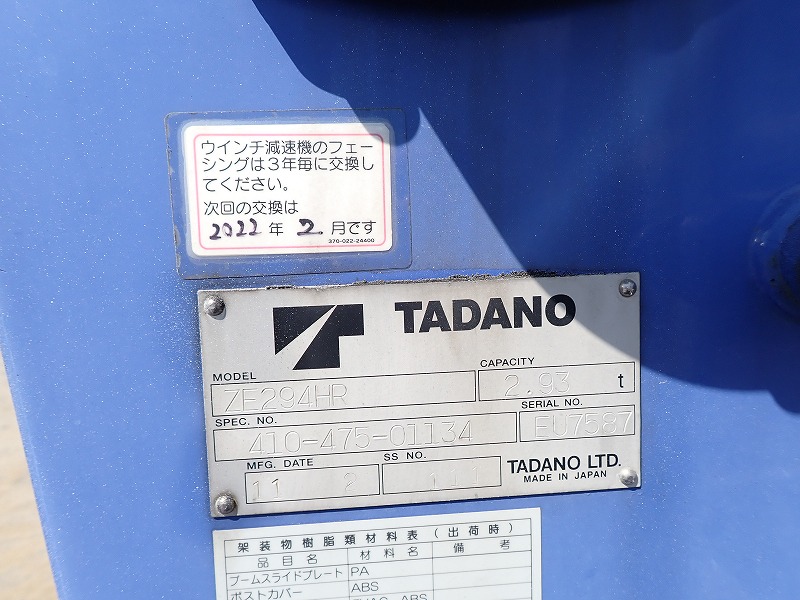 ウインチ減速機のフェー
シングは3年毎に交換し
てください。
次回の交換は
2022年 2.月です
370-022-24400
TADANO
MODEL
ZE294HR
CAPACITY
2.93 t
SPEC. NO.
410-475-01134
SERIAL NO.
EU7587
MFG. DATE
11 2
SS NO.
111
TADANO LTD.
MADE IN JAPAN
架装物樹脂類材料表(出荷時)
品目名 材料名 備考
ブームスライドプレート PA
ポストカバー ABS